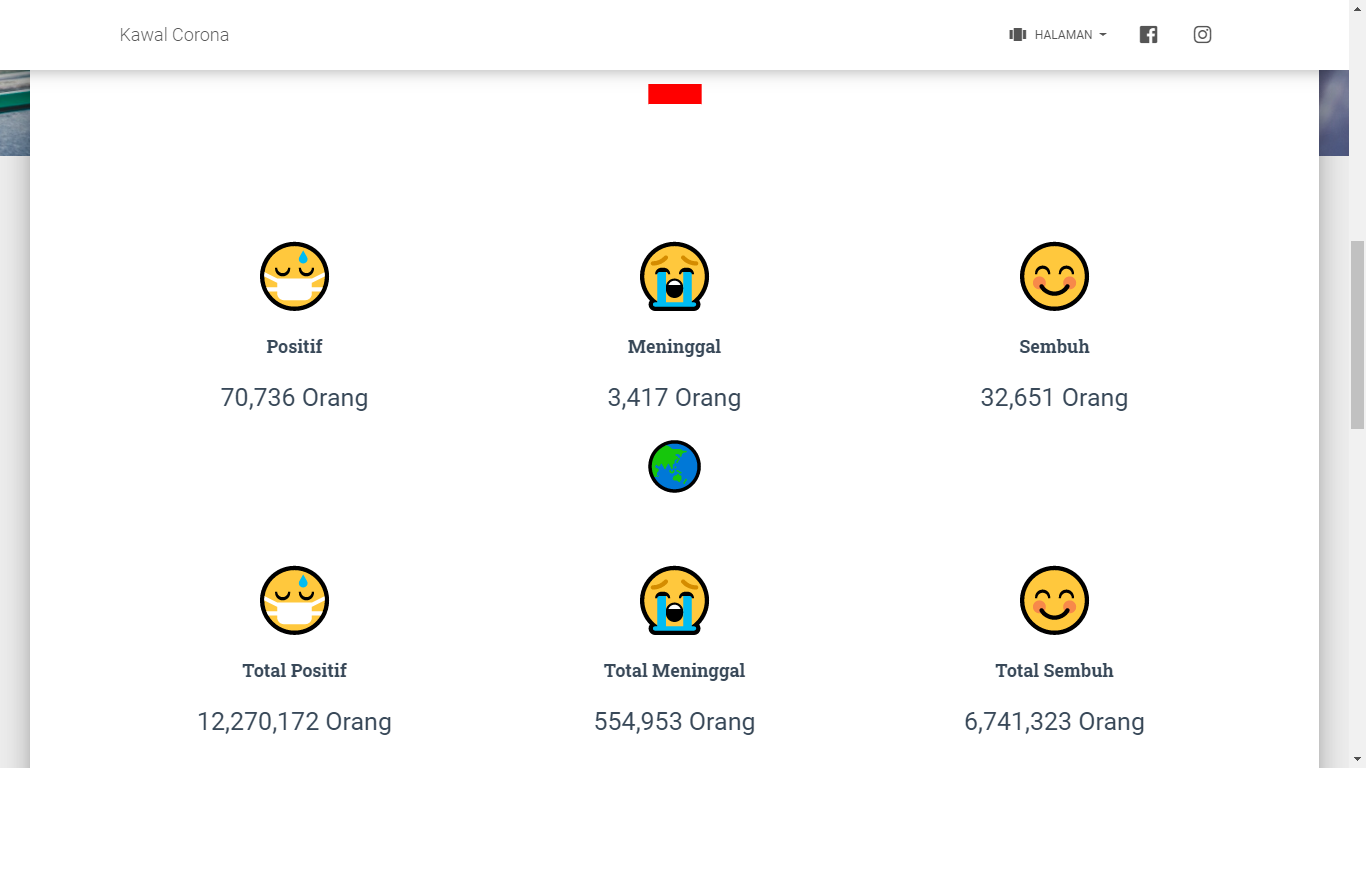 Kawal Corona
HALAMAN
Positif
Meninggal
Sembuh
70,736 Orang
3,417 Orang
32,651 Orang
Total Positif
Total Meninggal
Total Sembuh
12,270,172 Orang
554,953 Orang
6,741,323 Orang